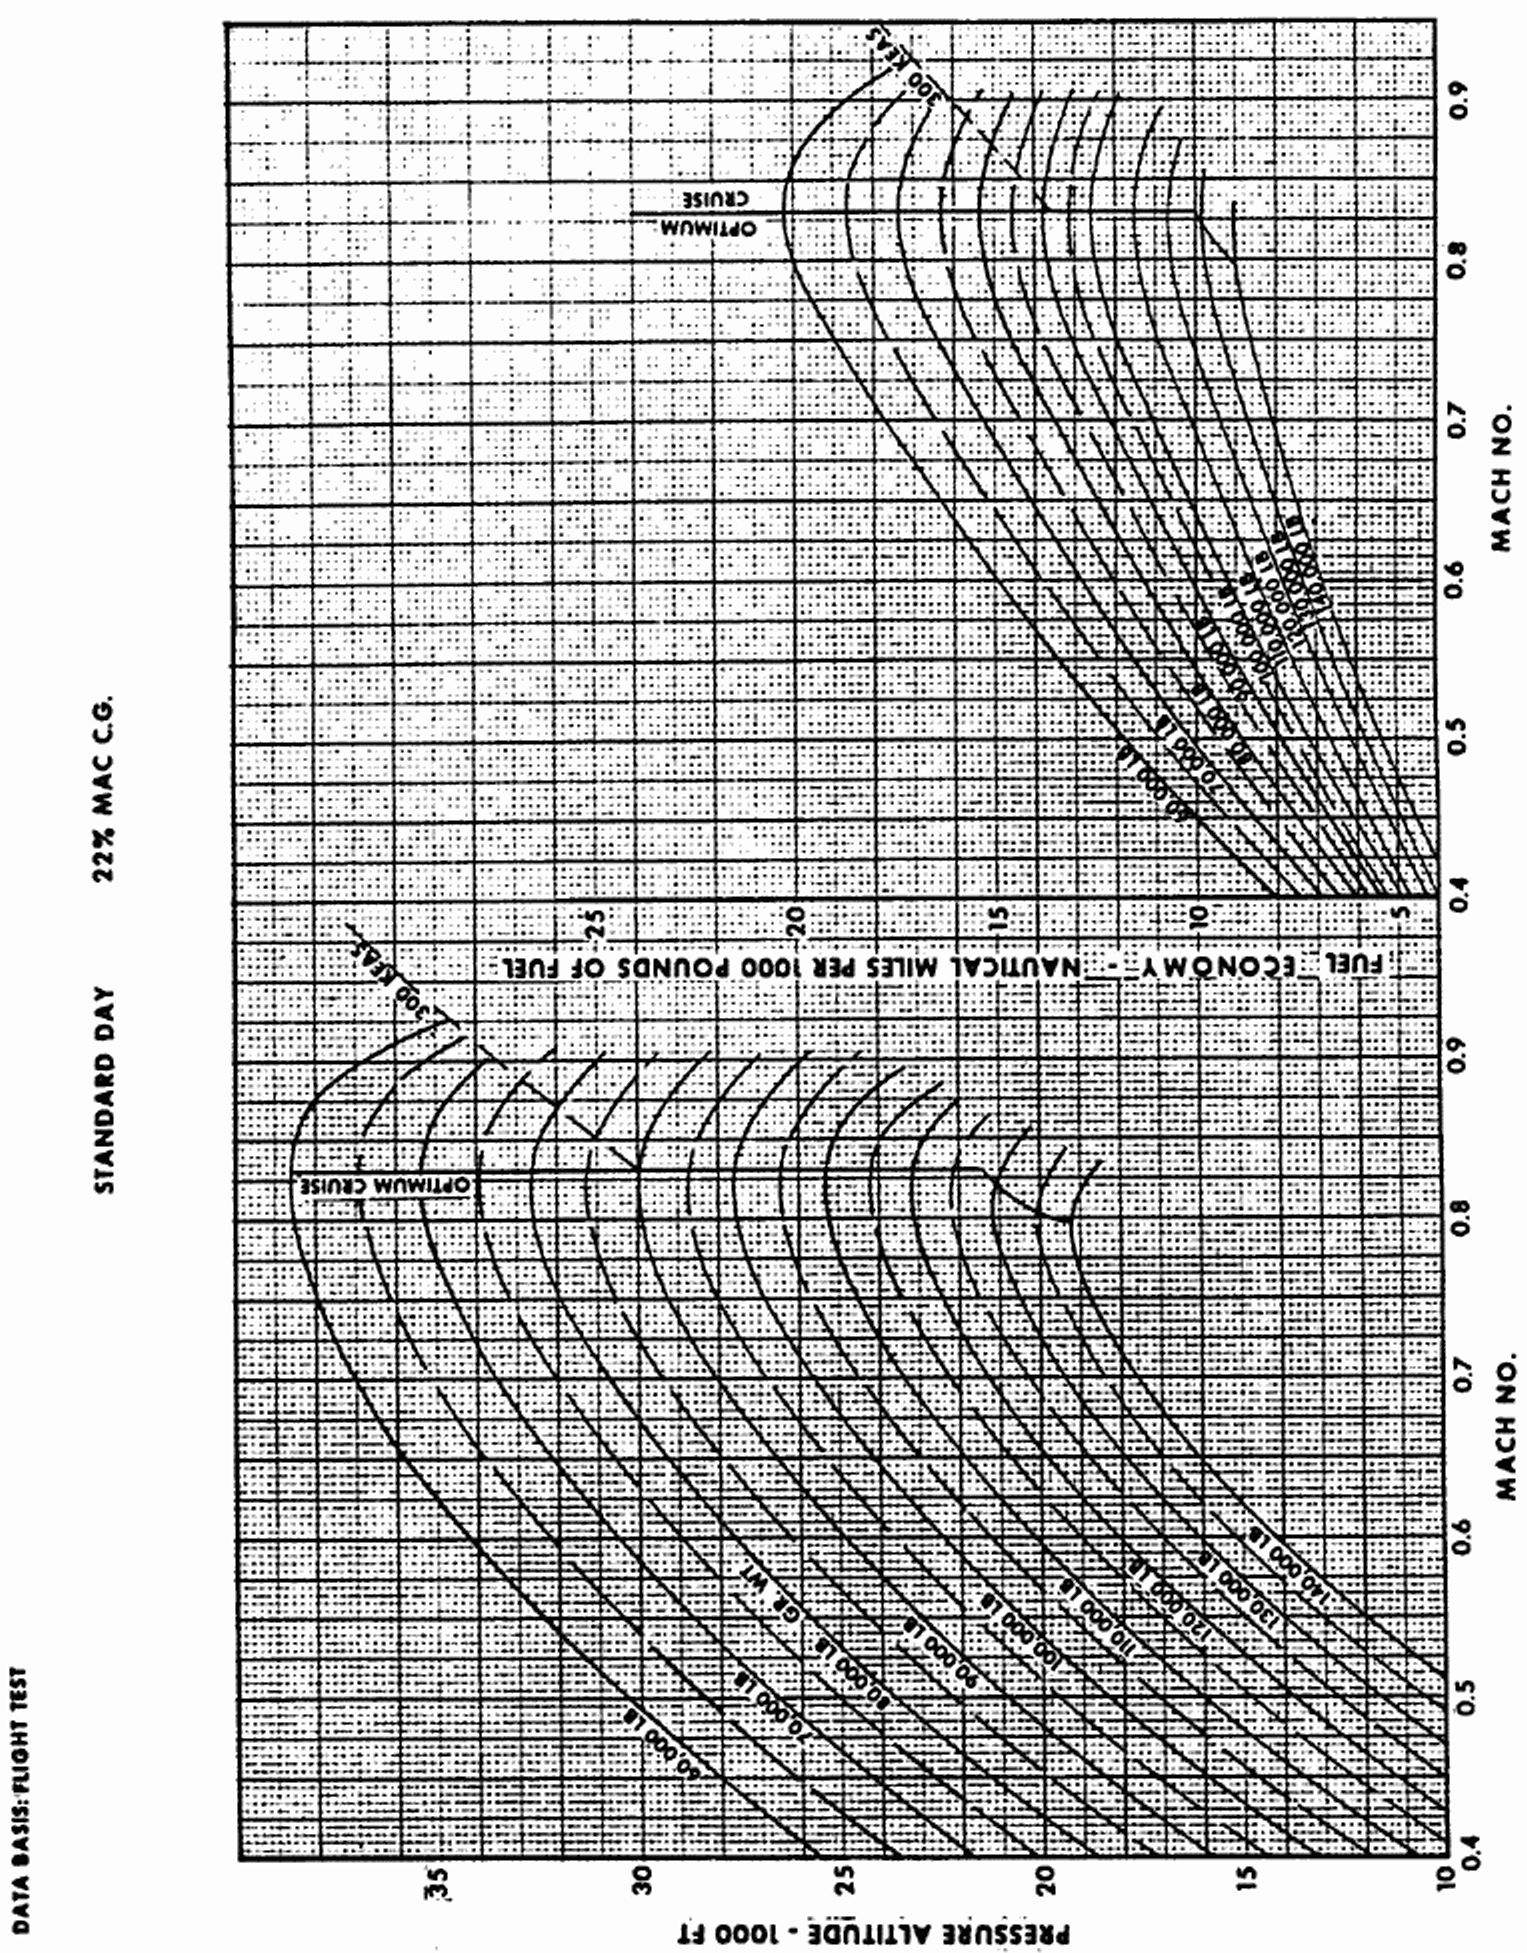 DATA BASIS: FLIGHT TEST
STANDARD DAY 22% MAC C.G.
PRESSURE ALTITUDE - 1000 FT
35
30
25
20
15
10
300 KEAS
OPTIMUM CRUISE
60,000 LB
70,000 LB
80,000 LB GR. WT.
90,000 LB
100,000 LB
110,000 LB
120,000 LB
130,000 LB
140,000 LB
0.4
0.5
0.6
0.7
0.8
0.9
MACH NO.
FUEL ECONOMY - NAUTICAL MILES PER 1000 POUNDS OF FUEL
25
20
15
10
5
300 KEAS
OPTIMUM
CRUISE
60,000 LB
70,000 LB
80,000 LB
90,000 LB
100,000 LB
110,000 LB
120,000 LB
130,000 LB
140,000 LB
0.4
0.5
0.6
0.7
0.8
0.9
MACH NO.